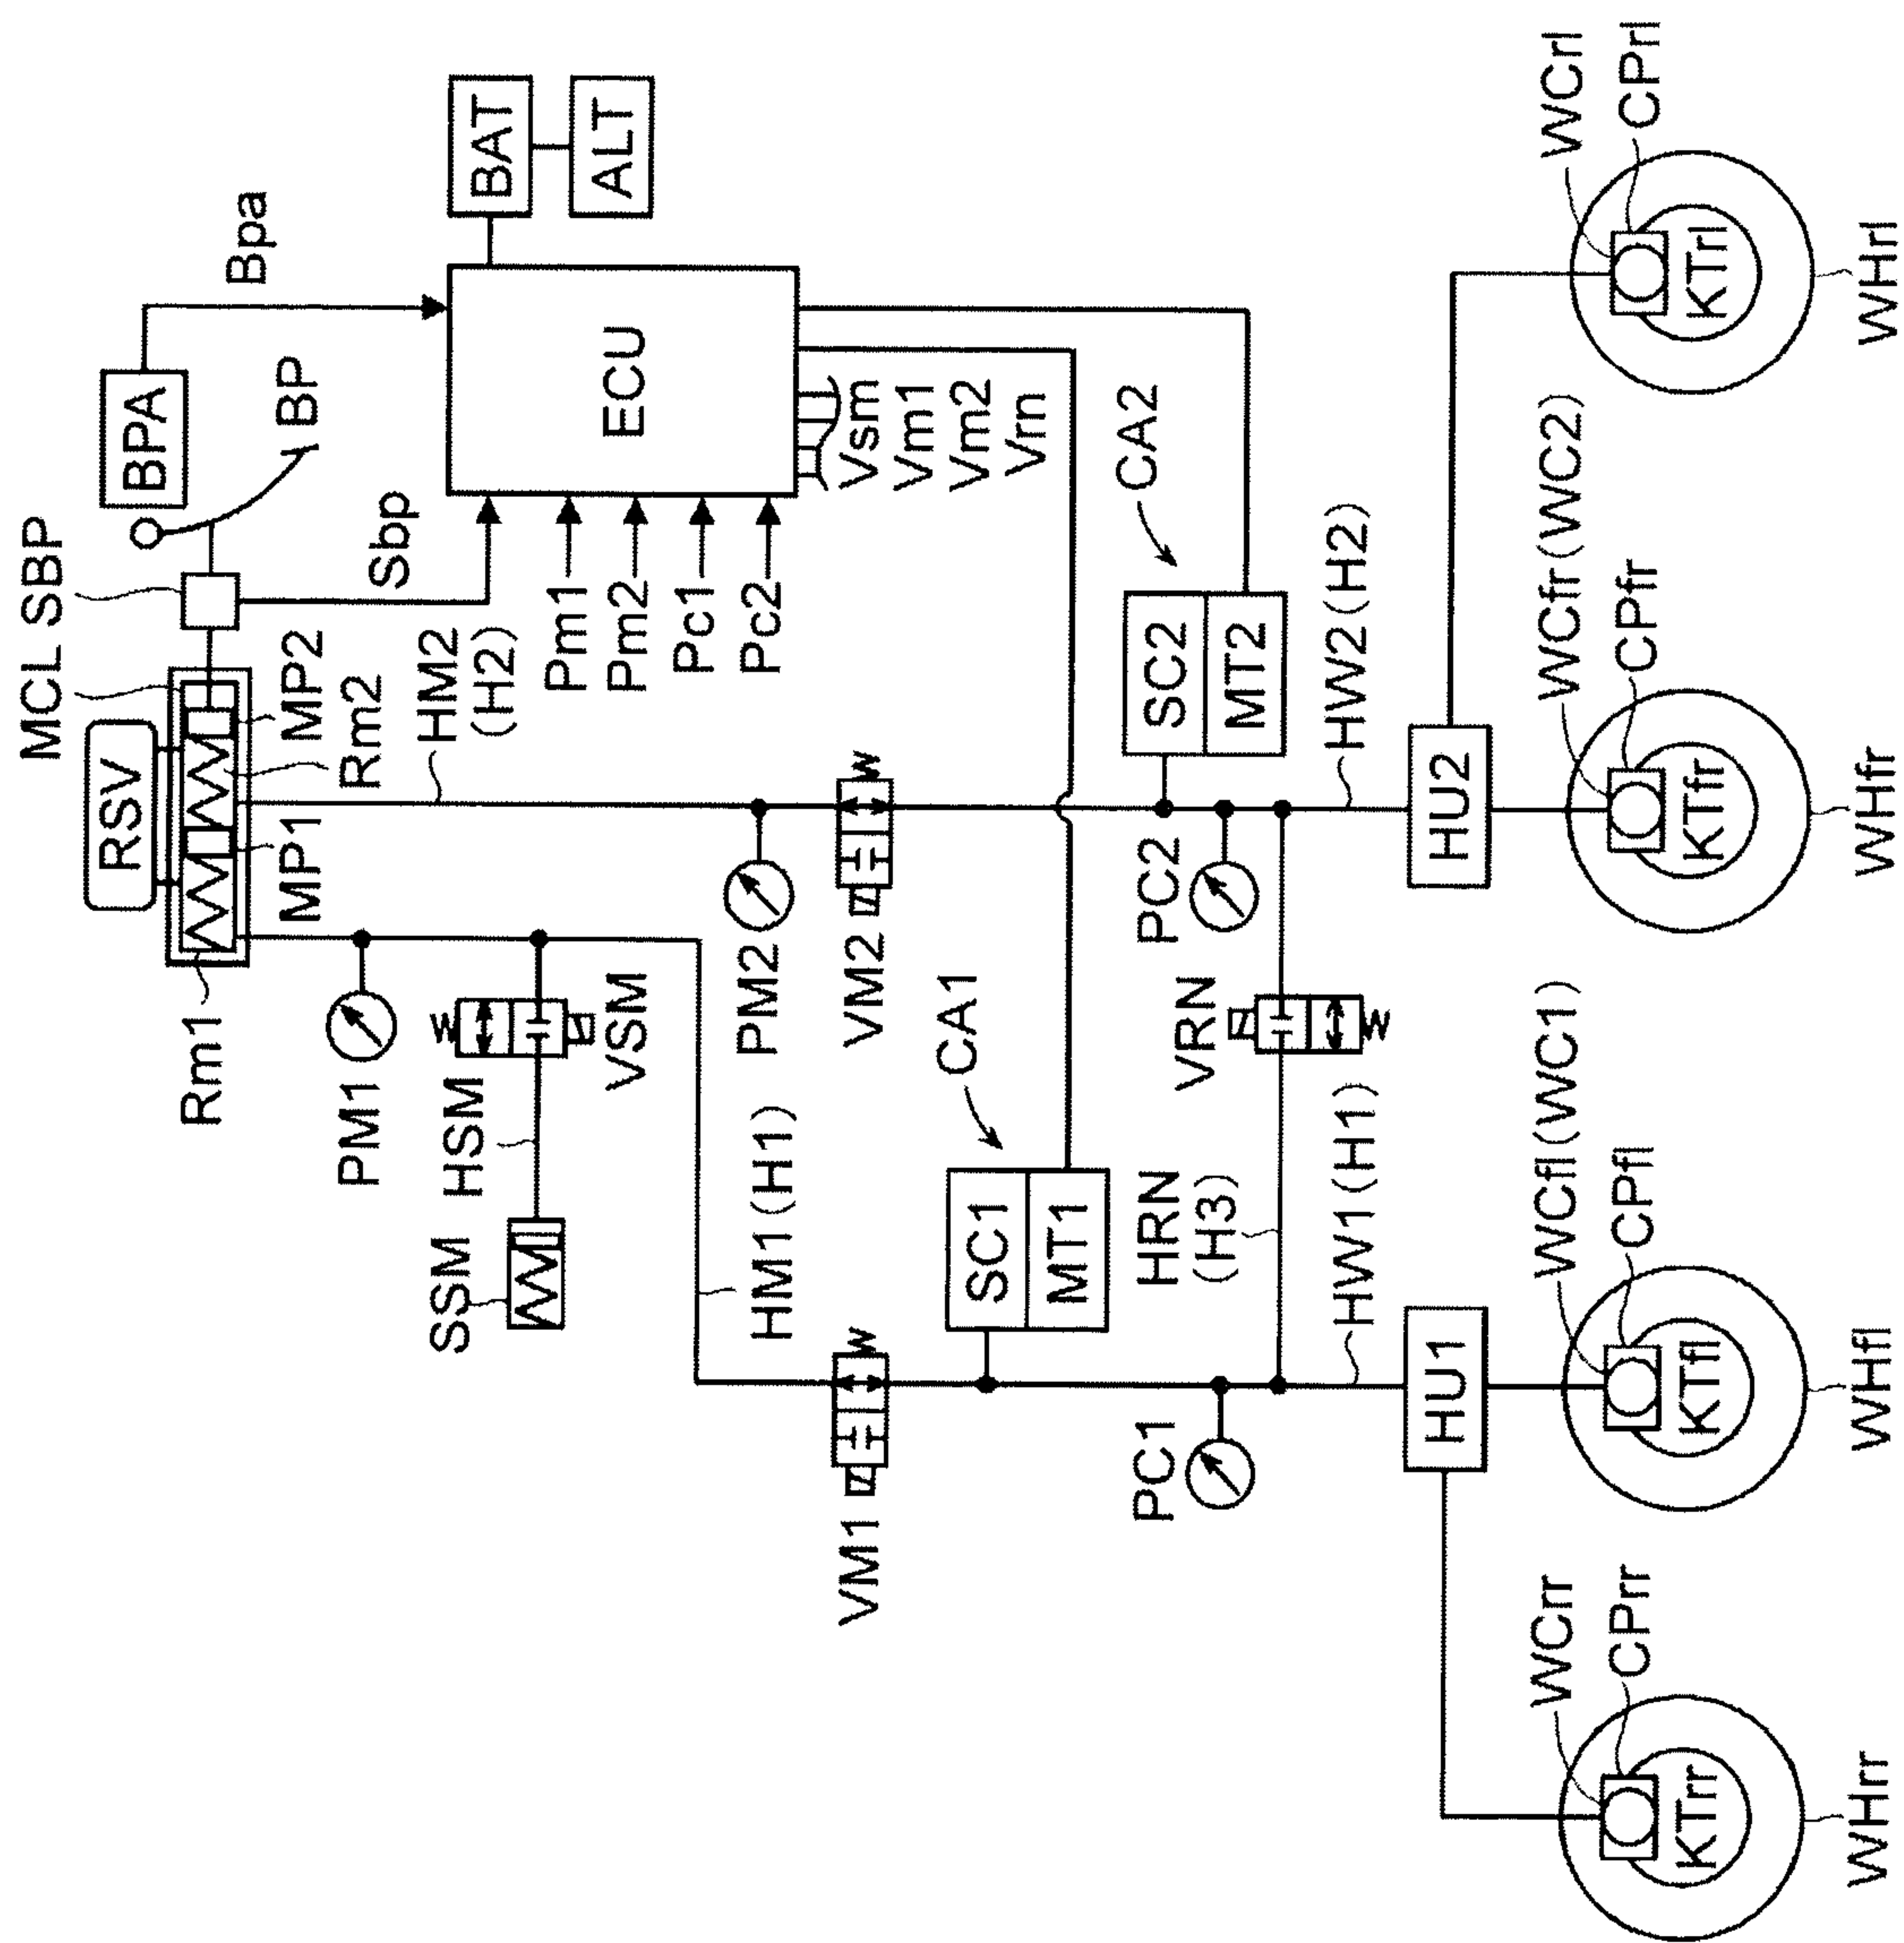 MCL
SBP
BPA
Bpa
RSV
BP
MP2
Rm2
MP1
Rm1
HM2
(H2)
Sbp
BAT
ALT
ECU
Pm1
Pm2
Pc1
Pc2
Vsm
Vm1
Vm2
Vrn
PM1
HSM
VSM
SSM
HM1(H1)
PM2
VM2
VM1
CA1
SC1
MT1
CA2
SC2
MT2
PC2
PC1
VRN
HRN
(H3)
HW2(H2)
HW1(H1)
HU2
HU1
WCrr
CPrr
KTrr
WHrr
WCfl(WC1)
CPfl
KTfl
WHfl
WCfr(WC2)
CPfr
KTfr
WHfr
WCrl
CPrl
KTrl
WHrl